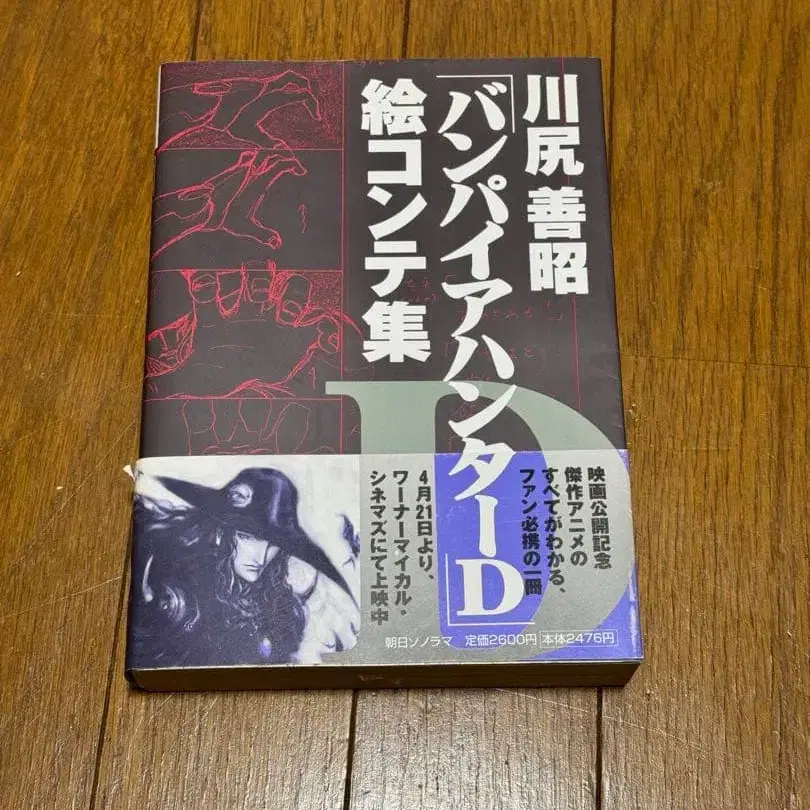 川尻善昭
「バンパイアハンターD」
絵コンテ集
映画公開記念
傑作アニメの
すべてがわかる、
ファン必携の一冊
4月21日より、
ワーナーマイカル・
シネマズにて上映中
朝日ソノラマ 定価2600円 本体2476円